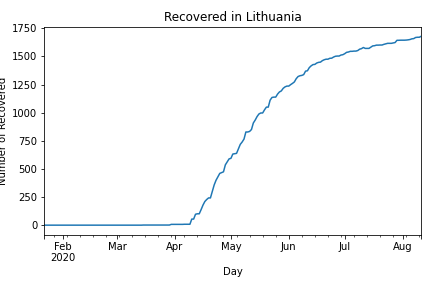 Recovered in Lithuania
Number of Recovered
1750
1500
1250
1000
750
500
250
0
Feb
2020
Mar
Apr
May
Jun
Jul
Aug
Day